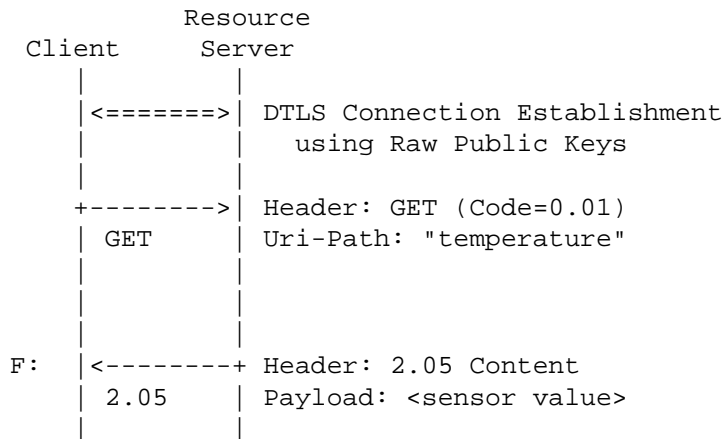 Resource
Client Server
| |
|<=======>| DTLS Connection Establishment
| | using Raw Public Keys
| |
+-------->| Header: GET (Code=0.01)
| GET | Uri-Path: "temperature"
| |
| |
| |
F: |<--------+ Header: 2.05 Content
| 2.05 | Payload: <sensor value>
| |